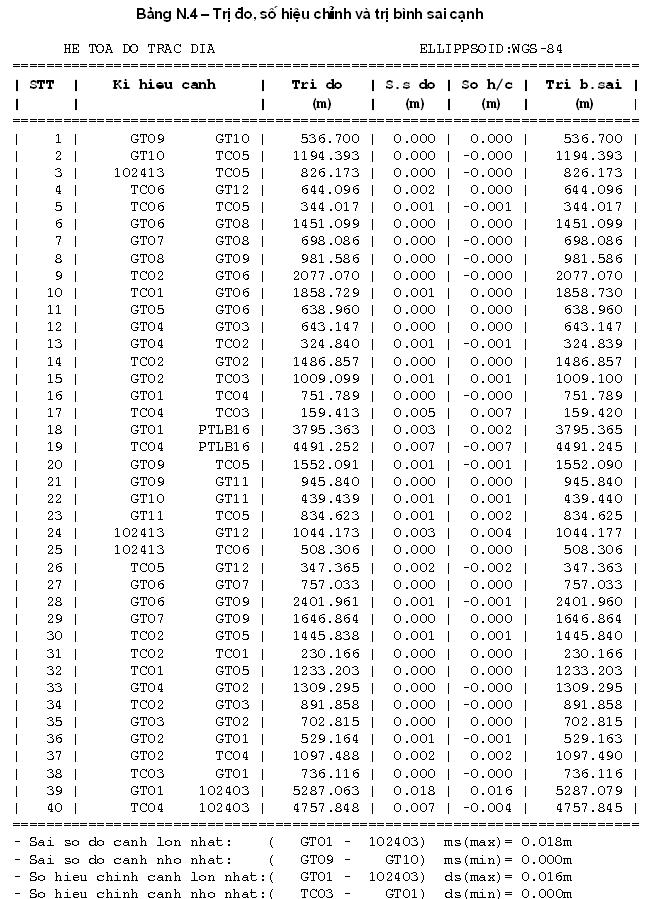 Bảng N.4 – Trị đo, số hiệu chỉnh và trị bình sai cạnh
HE TOA DO TRAC DIA ELLIPPSOID:WGS-84
======================================================================
| STT | Ki hieu canh | Tri do | S.s do | So h/c | Tri b.sai |
| | | (m) | (m) | (m) | (m) |
======================================================================
| 1 | GT09 GT10 | 536.700 | 0.000 | 0.000 | 536.700 |
| 2 | GT10 TC05 | 1194.393 | 0.000 | -0.000 | 1194.393 |
| 3 | 102413 TC05 | 826.173 | 0.000 | -0.000 | 826.173 |
| 4 | TC06 GT12 | 644.096 | 0.002 | 0.000 | 644.096 |
| 5 | TC06 TC05 | 344.017 | 0.001 | -0.001 | 344.017 |
| 6 | GT06 GT08 | 1451.099 | 0.000 | 0.000 | 1451.099 |
| 7 | GT07 GT08 | 698.086 | 0.000 | -0.000 | 698.086 |
| 8 | GT08 GT09 | 981.586 | 0.000 | -0.000 | 981.586 |
| 9 | TC02 GT06 | 2077.070 | 0.000 | -0.000 | 2077.070 |
| 10 | TC01 GT06 | 1858.729 | 0.001 | 0.000 | 1858.730 |
| 11 | GT05 GT06 | 638.960 | 0.000 | 0.000 | 638.960 |
| 12 | GT04 GT03 | 643.147 | 0.000 | 0.000 | 643.147 |
| 13 | GT04 TC02 | 324.840 | 0.001 | -0.001 | 324.839 |
| 14 | TC02 GT02 | 1486.857 | 0.000 | -0.000 | 1486.857 |
| 15 | GT02 TC03 | 1009.099 | 0.001 | 0.001 | 1009.100 |
| 16 | GT01 TC04 | 751.789 | 0.000 | -0.000 | 751.789 |
| 17 | TC04 TC03 | 159.413 | 0.005 | 0.007 | 159.420 |
| 18 | GT01 PTLB16 | 3795.363 | 0.003 | 0.002 | 3795.365 |
| 19 | TC04 PTLB16 | 4491.252 | 0.007 | -0.007 | 4491.245 |
| 20 | GT09 TC05 | 1552.091 | 0.001 | -0.001 | 1552.090 |
| 21 | GT09 GT11 | 945.840 | 0.000 | 0.000 | 945.840 |
| 22 | GT10 GT11 | 439.439 | 0.001 | 0.001 | 439.440 |
| 23 | GT11 TC05 | 834.623 | 0.001 | 0.002 | 834.625 |
| 24 | 102413 GT12 | 1044.173 | 0.003 | 0.004 | 1044.177 |
| 25 | 102413 TC06 | 508.306 | 0.000 | 0.000 | 508.306 |
| 26 | TC05 GT12 | 347.365 | 0.002 | -0.002 | 347.363 |
| 27 | GT06 GT07 | 757.033 | 0.000 | 0.000 | 757.033 |
| 28 | GT06 GT09 | 2401.961 | 0.001 | -0.001 | 2401.960 |
| 29 | GT07 GT09 | 1646.864 | 0.000 | 0.000 | 1646.864 |
| 30 | TC02 GT05 | 1445.838 | 0.001 | 0.001 | 1445.840 |
| 31 | TC02 TC01 | 230.166 | 0.000 | 0.000 | 230.166 |
| 32 | TC01 GT05 | 1233.203 | 0.000 | 0.000 | 1233.203 |
| 33 | GT04 GT02 | 1309.295 | 0.000 | -0.000 | 1309.295 |
| 34 | TC02 GT03 | 891.858 | 0.000 | -0.000 | 891.858 |
| 35 | GT03 GT02 | 702.815 | 0.000 | 0.000 | 702.815 |
| 36 | GT02 GT01 | 529.164 | 0.001 | -0.001 | 529.163 |
| 37 | GT02 TC04 | 1097.488 | 0.002 | 0.002 | 1097.490 |
| 38 | TC03 GT01 | 736.116 | 0.000 | -0.000 | 736.116 |
| 39 | GT01 102403 | 5287.063 | 0.018 | 0.016 | 5287.079 |
| 40 | TC04 102403 | 4757.848 | 0.007 | -0.004 | 4757.845 |
======================================================================
- Sai so do canh lon nhat: ( GT01 - 102403) ms(max)= 0.018m
- Sai so do canh nho nhat: ( GT09 - GT10) ms(min)= 0.000m
- So hieu chinh canh lon nhat:( GT01 - 102403) ds(max)= 0.016m
- So hieu chinh canh nho nhat:( TC03 - GT01) ds(min)= 0.000m